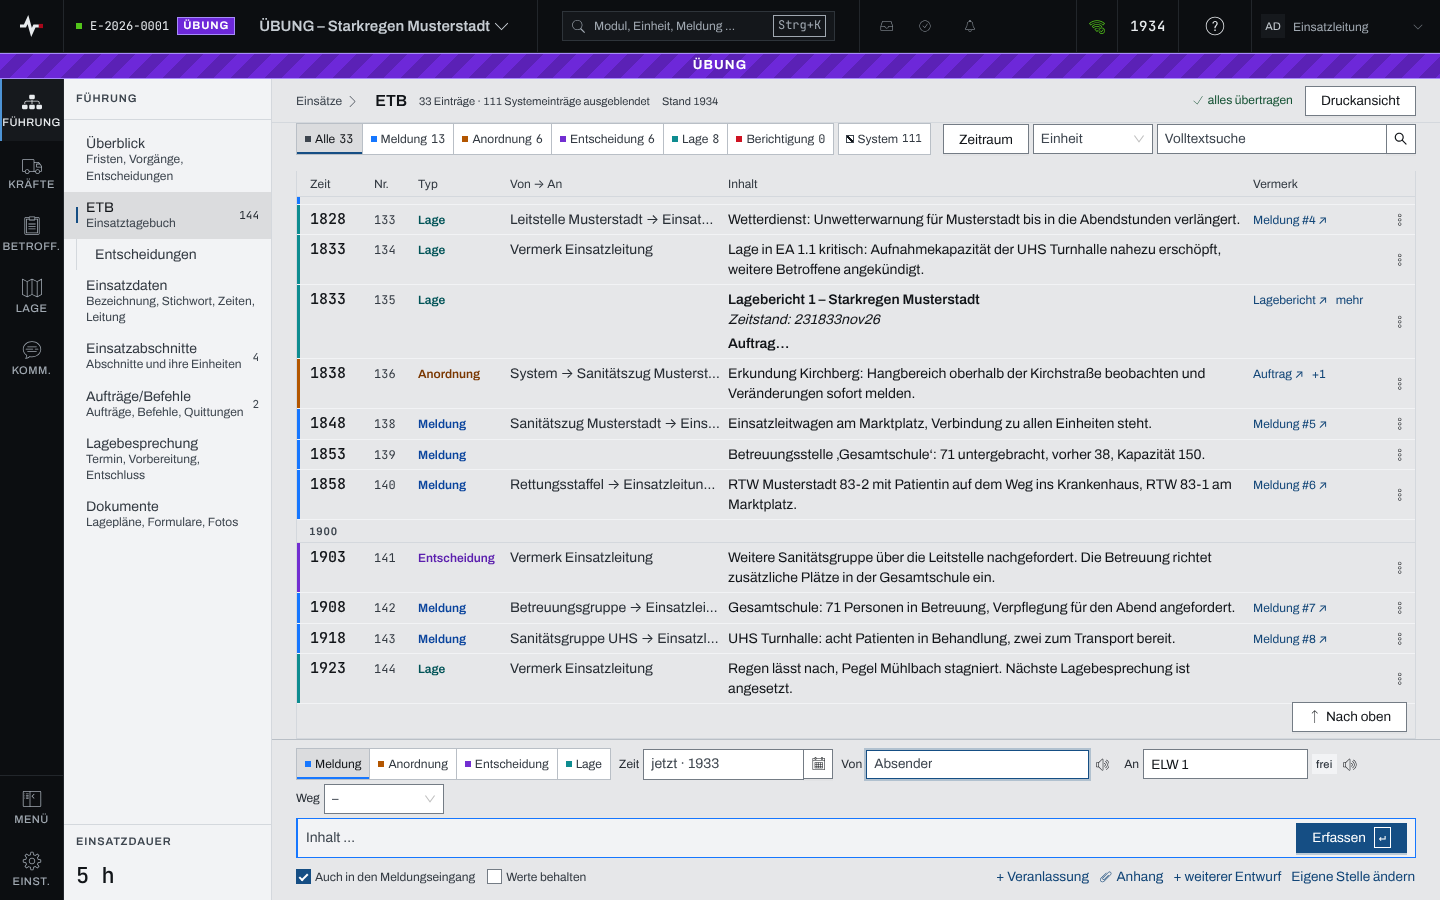 E-2026-0001 ÜBUNG
ÜBUNG – Starkregen Musterstadt
Modul, Einheit, Meldung ... Strg+K
1934
?
AD Einsatzleitung
ÜBUNG
FÜHRUNG
KRÄFTE
BETROFF.
LAGE
KOMM.
MENÜ
EINST.
FÜHRUNG
Überblick
Fristen, Vorgänge,
Entscheidungen
ETB
Einsatztagebuch
144
Entscheidungen
Einsatzdaten
Bezeichnung, Stichwort, Zeiten,
Leitung
Einsatzabschnitte
Abschnitte und ihre Einheiten
4
Aufträge/Befehle
Aufträge, Befehle, Quittungen
2
Lagebesprechung
Termin, Vorbereitung,
Entschluss
Dokumente
Lagepläne, Formulare, Fotos
EINSATZDAUER
5 h
Einsätze ETB 33 Einträge · 111 Systemeinträge ausgeblendet Stand 1934
alles übertragen Druckansicht
Alle 33 Meldung 13 Anordnung 6 Entscheidung 6 Lage 8 Berichtigung 0 System 111 Zeitraum Einheit Volltextsuche
Zeit Nr. Typ Von → An Inhalt Vermerk
1828 133 Lage Leitstelle Musterstadt → Einsat... Wetterdienst: Unwetterwarnung für Musterstadt bis in die Abendstunden verlängert. Meldung #4 ↗
1833 134 Lage Vermerk Einsatzleitung Lage in EA 1.1 kritisch: Aufnahmekapazität der UHS Turnhalle nahezu erschöpft,
weitere Betroffene angekündigt.
1833 135 Lage Lagebericht 1 – Starkregen Musterstadt Lagebericht ↗ mehr
Zeitstand: 231833nov26
Auftrag...
1838 136 Anordnung System → Sanitätszug Musterst... Erkundung Kirchberg: Hangbereich oberhalb der Kirchstraße beobachten und Auftrag ↗ +1
Veränderungen sofort melden.
1848 138 Meldung Sanitätszug Musterstadt → Eins... Einsatzleitwagen am Marktplatz, Verbindung zu allen Einheiten steht. Meldung #5 ↗
1853 139 Meldung Betreuungsstelle ‚Gesamtschule‘: 71 untergebracht, vorher 38, Kapazität 150.
1858 140 Meldung Rettungsstaffel → Einsatzleitun... RTW Musterstadt 83-2 mit Patientin auf dem Weg ins Krankenhaus, RTW 83-1 am Meldung #6 ↗
Marktplatz.
1900
1903 141 Entscheidung Vermerk Einsatzleitung Weitere Sanitätsgruppe über die Leitstelle nachgefordert. Die Betreuung richtet
zusätzliche Plätze in der Gesamtschule ein.
1908 142 Meldung Betreuungsgruppe → Einsatzlei... Gesamtschule: 71 Personen in Betreuung, Verpflegung für den Abend angefordert. Meldung #7 ↗
1918 143 Meldung Sanitätsgruppe UHS → Einsatzl... UHS Turnhalle: acht Patienten in Behandlung, zwei zum Transport bereit. Meldung #8 ↗
1923 144 Lage Vermerk Einsatzleitung Regen lässt nach, Pegel Mühlbach stagniert. Nächste Lagebesprechung ist
angesetzt.
↑ Nach oben
Meldung Anordnung Entscheidung Lage Zeit jetzt · 1933 Von Absender An ELW 1 frei
Weg –
Inhalt ... Erfassen ↵
Auch in den Meldungseingang Werte behalten
+ Veranlassung Anhang + weiterer Entwurf Eigene Stelle ändern